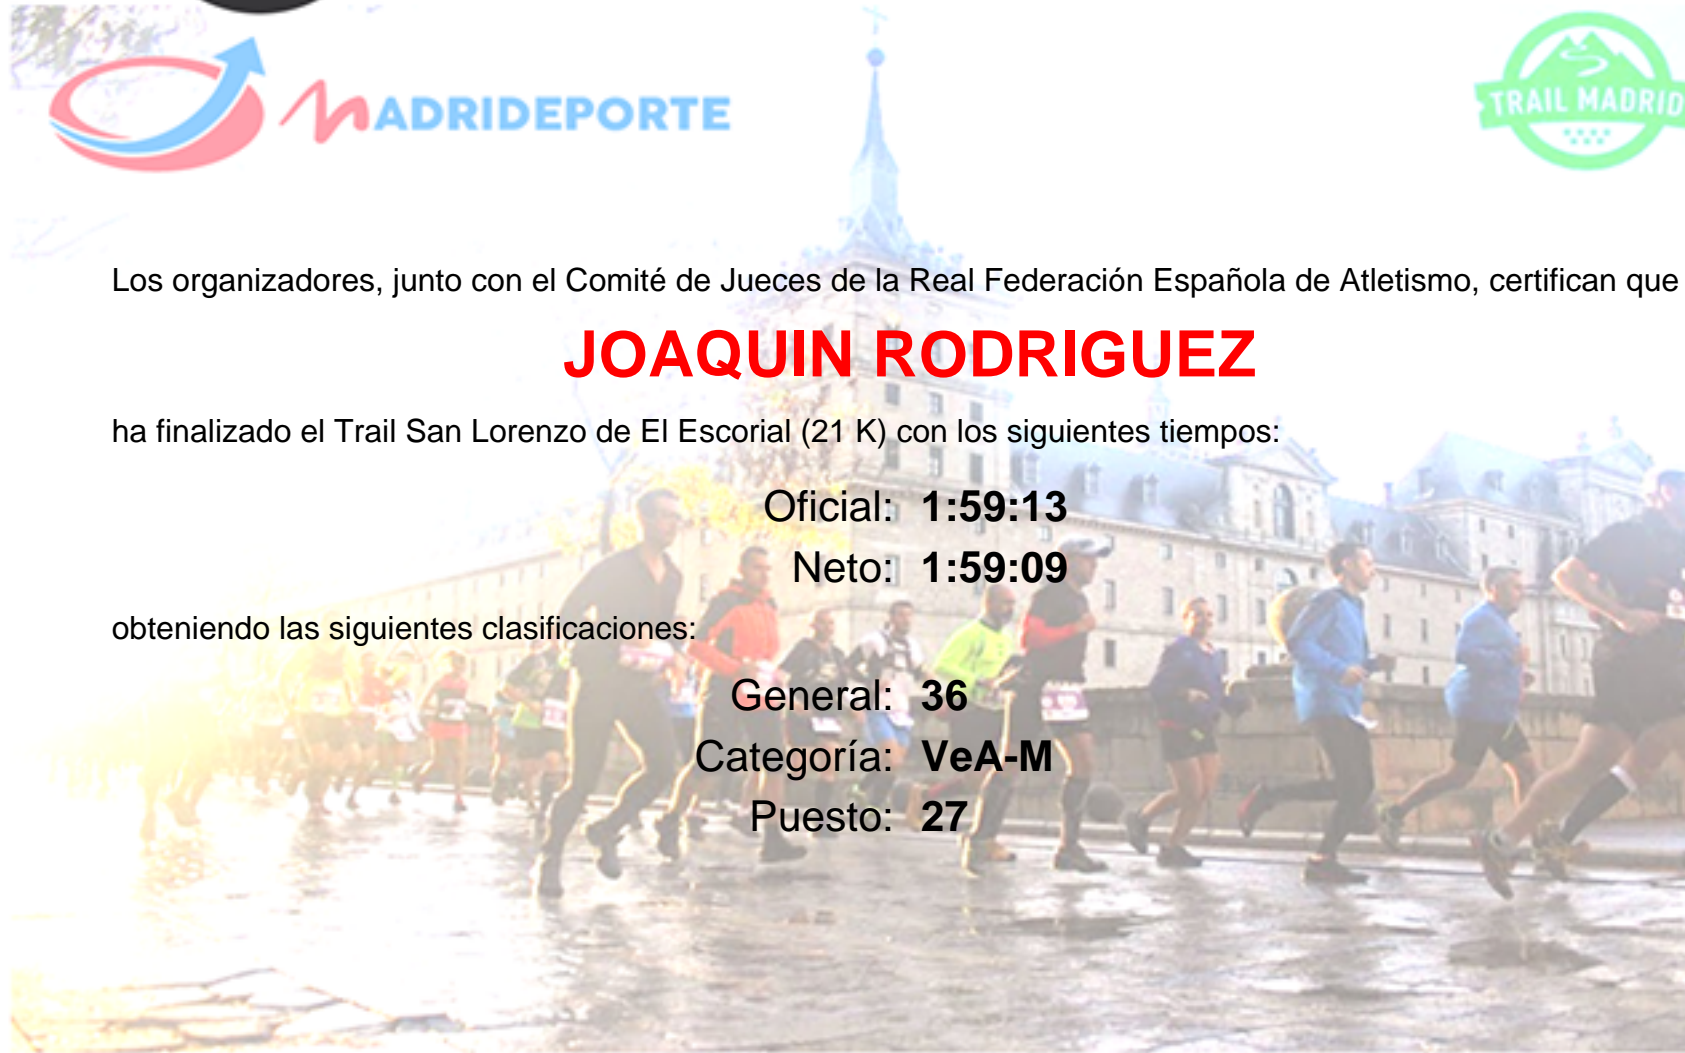 MADRIDEPORTE
TRAIL MADRID
Los organizadores, junto con el Comité de Jueces de la Real Federación Española de Atletismo, certifican que
JOAQUIN RODRIGUEZ
ha finalizado el Trail San Lorenzo de El Escorial (21 K) con los siguientes tiempos:
Oficial: 1:59:13
Neto: 1:59:09
obteniendo las siguientes clasificaciones:
General: 36
Categoría: VeA-M
Puesto: 27